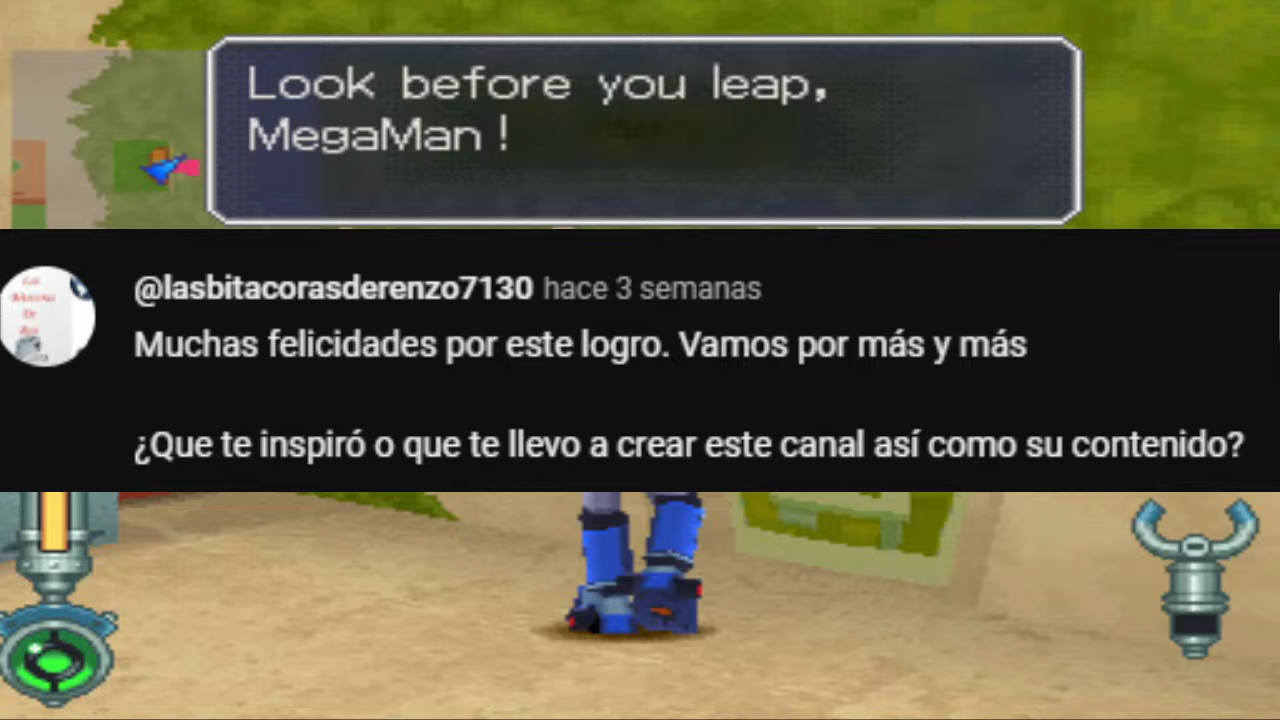 Look before you leap,
MegaMan!
@lasbitacorasderenzo7130 hace 3 semanas
Muchas felicidades por este logro. Vamos por más y más
¿Que te inspiró o que te llevo a crear este canal así como su contenido?